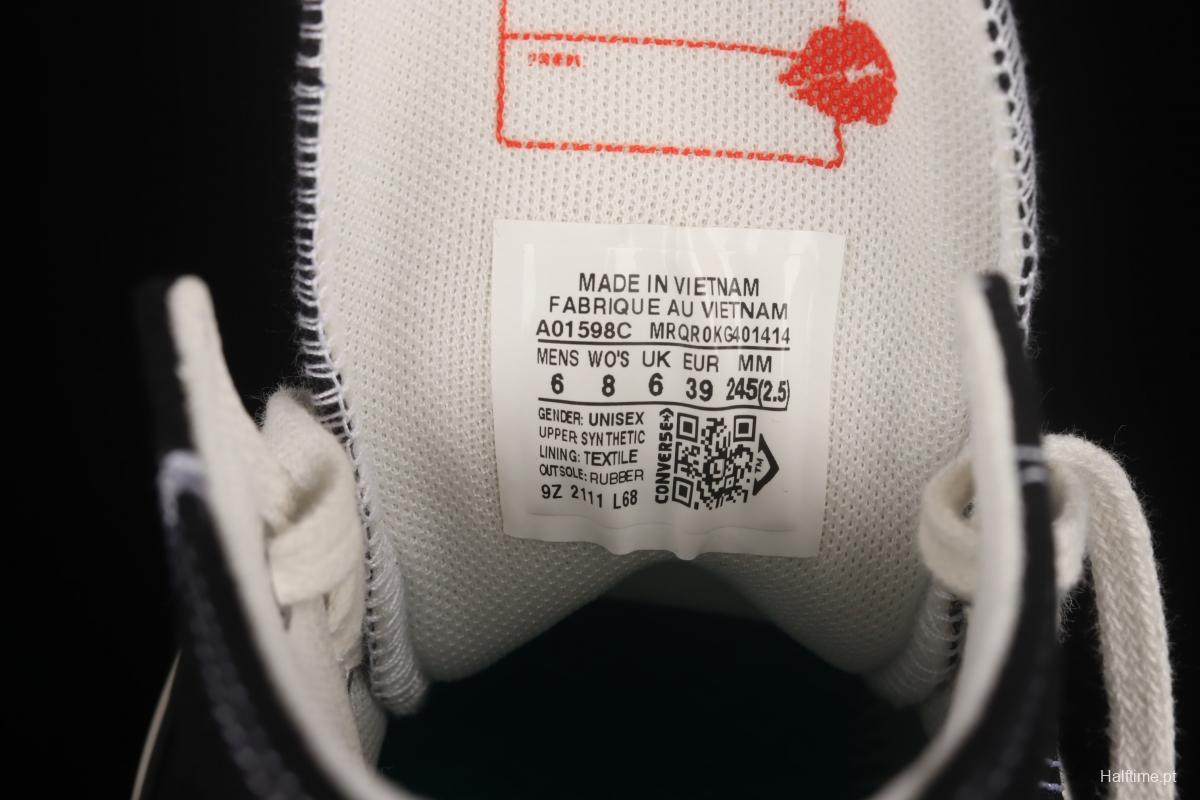 MADE IN VIETNAM
FABRIQUE AU VIETNAM
A01598C MRQR0KG401414
MENS WO'S UK EUR MM
6 8 6 39 245(2.5)
GENDER: UNISEX
UPPER: SYNTHETIC
LINING: TEXTILE
OUTSOLE: RUBBER
9Z 2111 L68
CONVERSE
TM
Halftime.pt